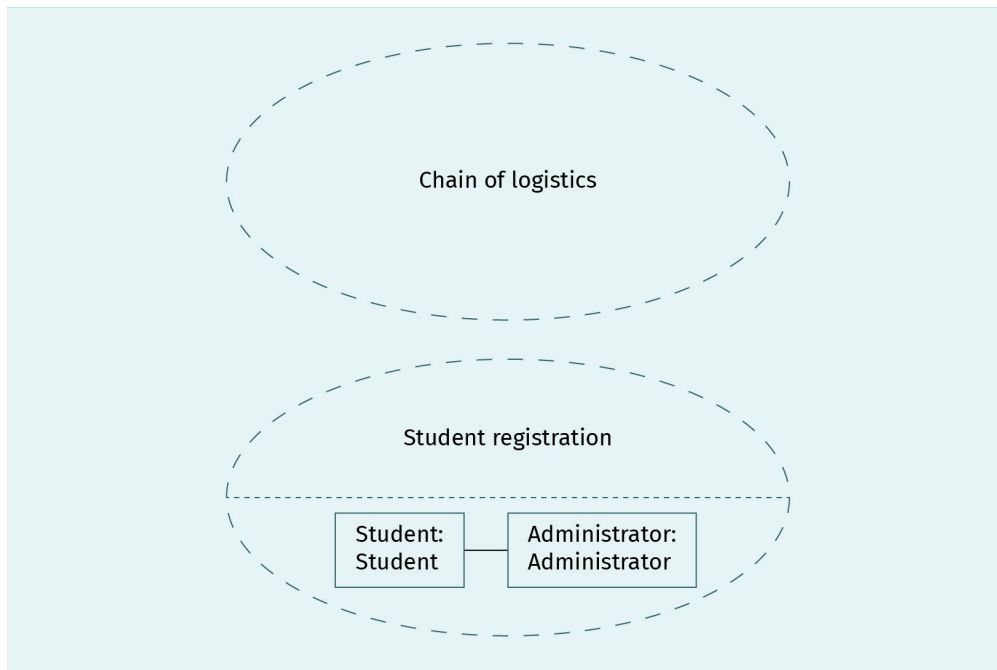 Chain of logistics
Student registration
Student:
Student
Administrator:
Administrator